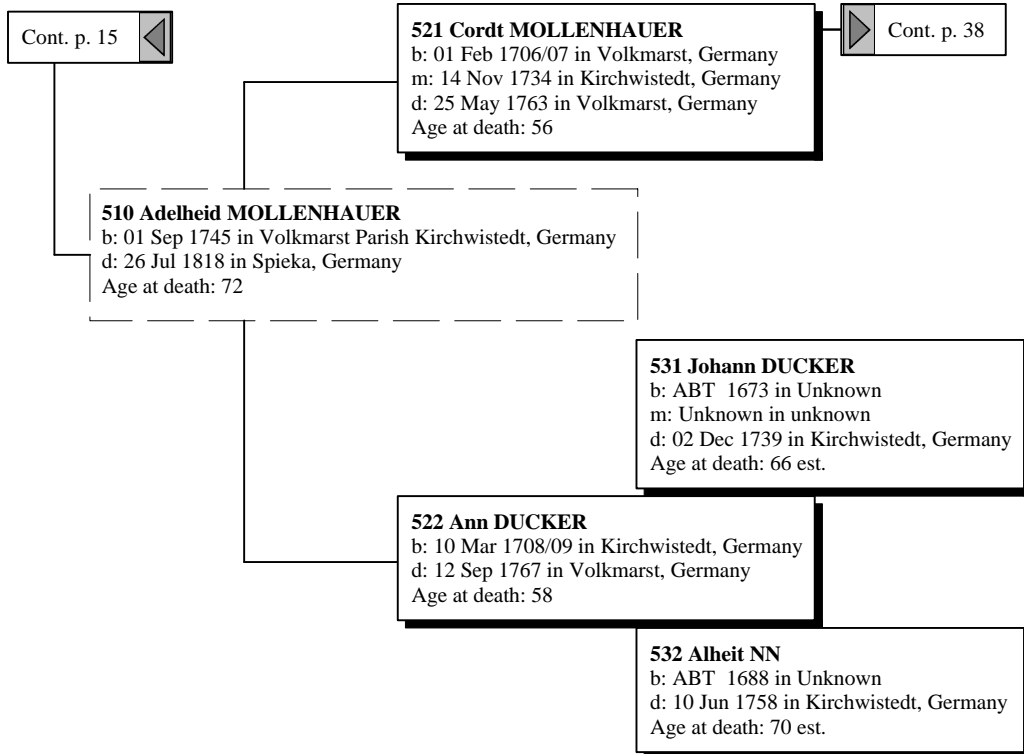 Cont. p. 15
521 Cordt MOLLENHAUER
b: 01 Feb 1706/07 in Volkmarst, Germany
m: 14 Nov 1734 in Kirchwistedt, Germany
d: 25 May 1763 in Volkmarst, Germany
Age at death: 56
Cont. p. 38
510 Adelheid MOLLENHAUER
b: 01 Sep 1745 in Volkmarst Parish Kirchwistedt, Germany
d: 26 Jul 1818 in Spieka, Germany
Age at death: 72
531 Johann DUCKER
b: ABT  1673 in Unknown
m: Unknown in unknown
d: 02 Dec 1739 in Kirchwistedt, Germany
Age at death: 66 est.
522 Ann DUCKER
b: 10 Mar 1708/09 in Kirchwistedt, Germany
d: 12 Sep 1767 in Volkmarst, Germany
Age at death: 58
532 Alheit NN
b: ABT  1688 in Unknown
d: 10 Jun 1758 in Kirchwistedt, Germany
Age at death: 70 est.